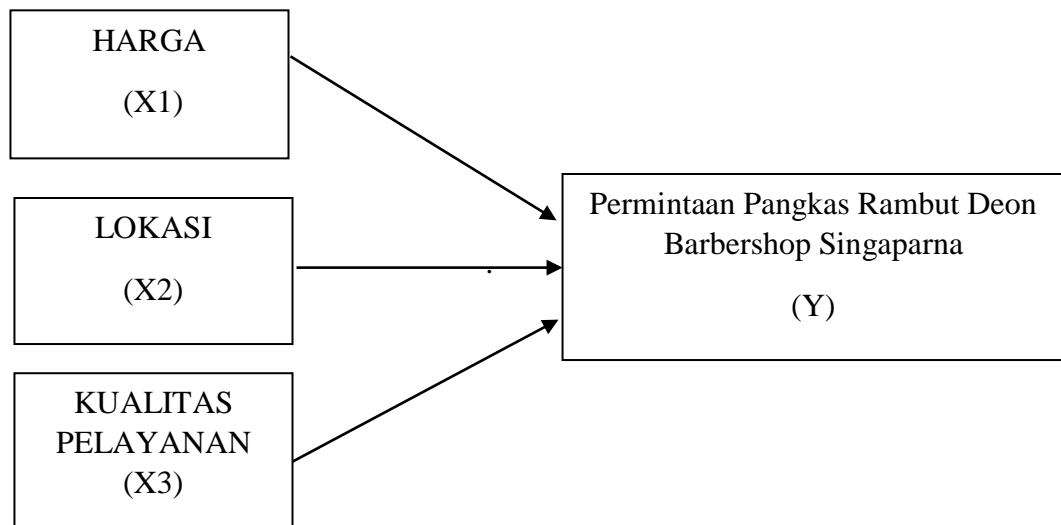 HARGA
(X1)
LOKASI
(X2)
KUALITAS
PELAYANAN
(X3)
Permintaan Pangkas Rambut Deon
Barbershop Singaparna
(Y)